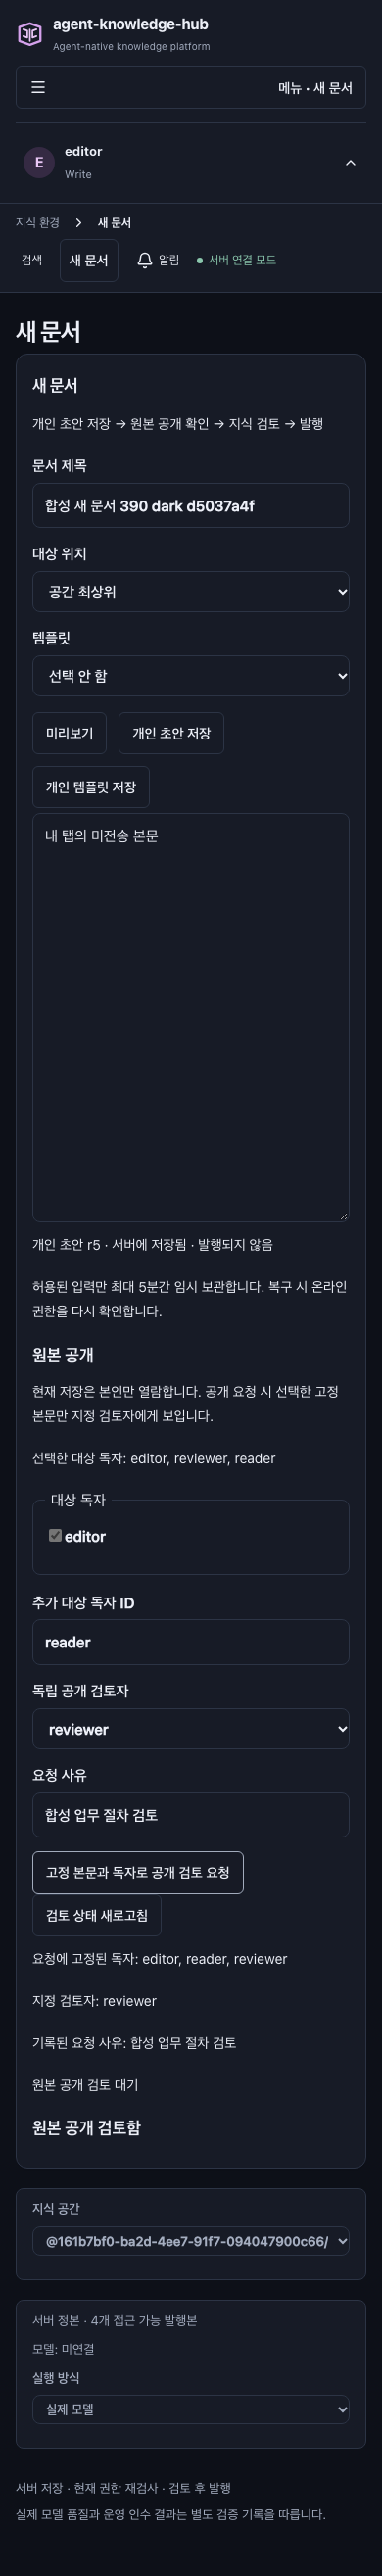 agent-knowledge-hub
Agent-native knowledge platform
메뉴 · 새 문서
E
editor
Write
지식 환경 > 새 문서
검색 새 문서 알림 서버 연결 모드
새 문서
새 문서
개인 초안 저장 → 원본 공개 확인 → 지식 검토 → 발행
문서 제목
합성 새 문서 390 dark d5037a4f
대상 위치
공간 최상위
템플릿
선택 안 함
미리보기 개인 초안 저장
개인 템플릿 저장
내 탭의 미전송 본문
개인 초안 r5 · 서버에 저장됨 · 발행되지 않음
허용된 입력만 최대 5분간 임시 보관합니다. 복구 시 온라인
권한을 다시 확인합니다.
원본 공개
현재 저장은 본인만 열람합니다. 공개 요청 시 선택한 고정
본문만 지정 검토자에게 보입니다.
선택한 대상 독자: editor, reviewer, reader
대상 독자
editor
추가 대상 독자 ID
reader
독립 공개 검토자
reviewer
요청 사유
합성 업무 절차 검토
고정 본문과 독자로 공개 검토 요청
검토 상태 새로고침
요청에 고정된 독자: editor, reader, reviewer
지정 검토자: reviewer
기록된 요청 사유: 합성 업무 절차 검토
원본 공개 검토 대기
원본 공개 검토함
지식 공간
@161b7bf0-ba2d-4ee7-91f7-094047900c66/
서버 정본 · 4개 접근 가능 발행본
모델: 미연결
실행 방식
실제 모델
서버 저장 · 현재 권한 재검사 · 검토 후 발행
실제 모델 품질과 운영 인수 결과는 별도 검증 기록을 따릅니다.